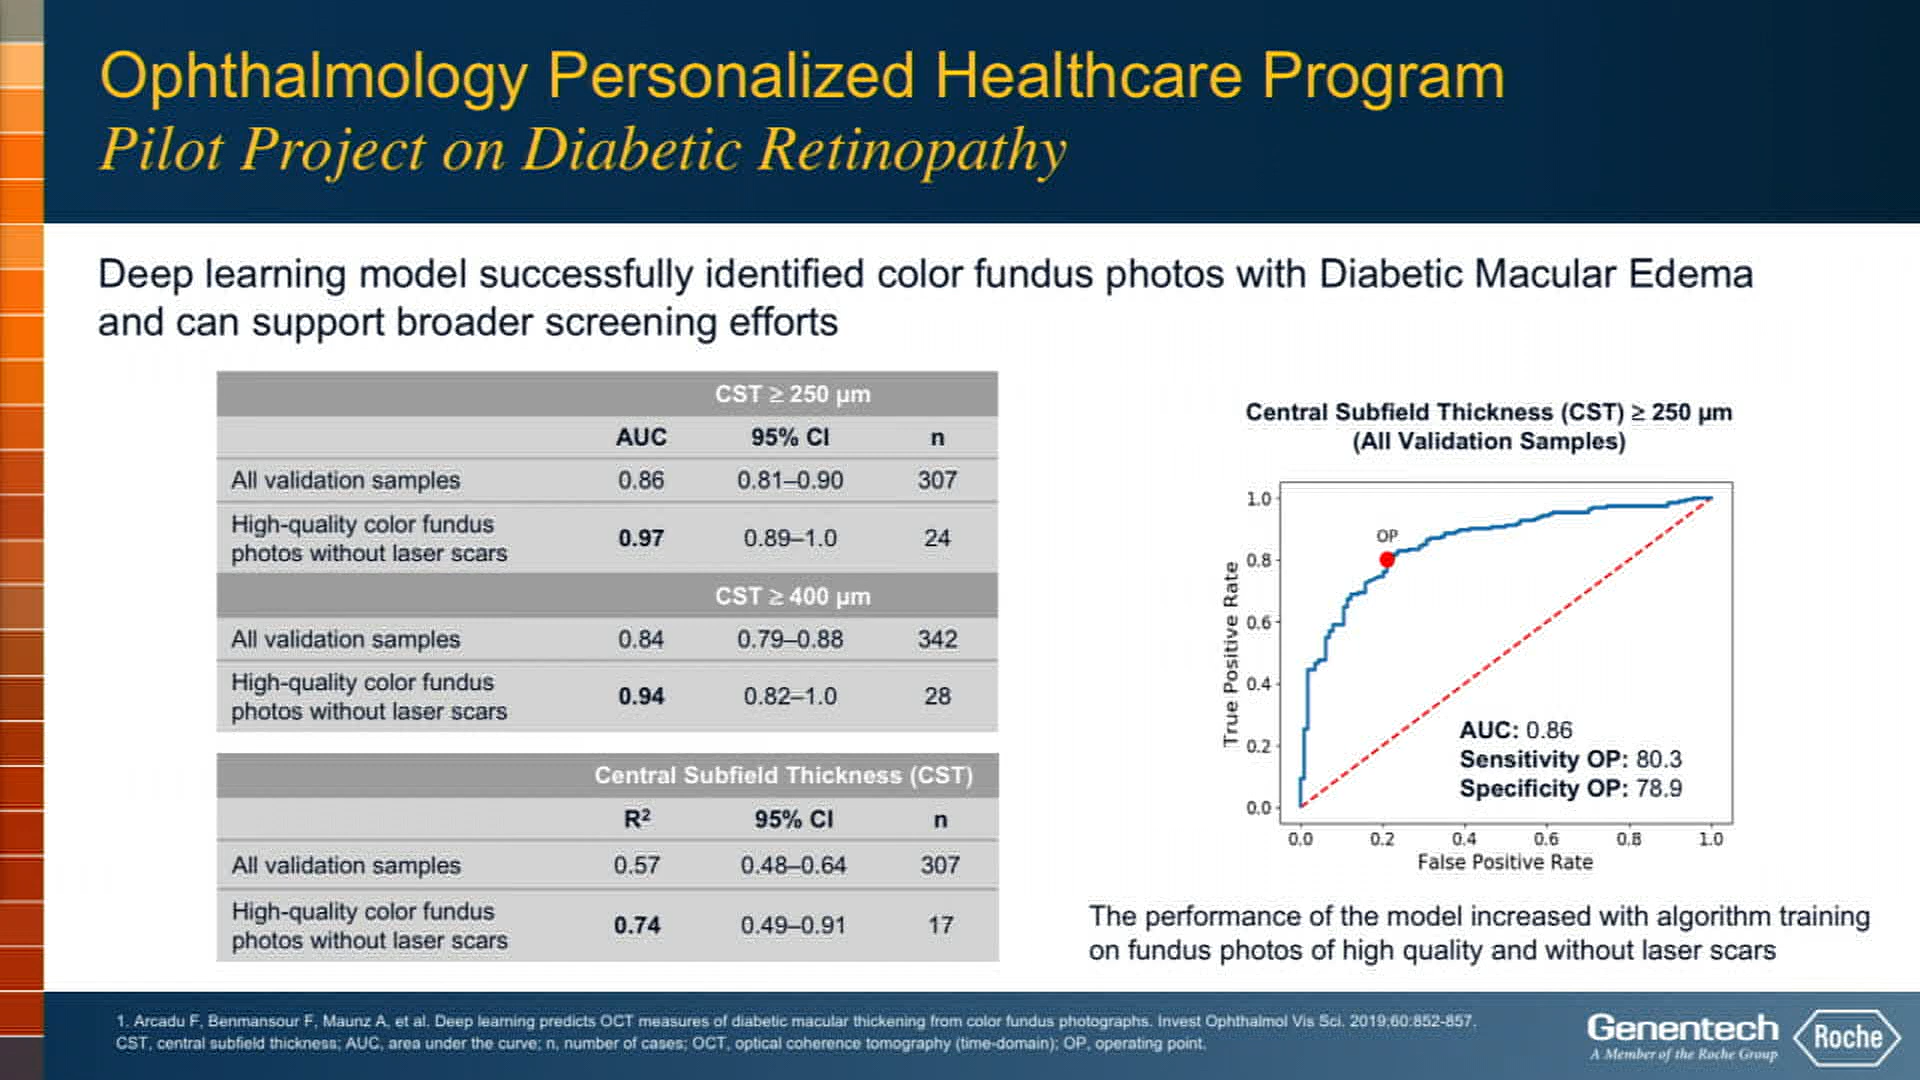 Ophthalmology Personalized Healthcare Program
Pilot Project on Diabetic Retinopathy
Deep learning model successfully identified color fundus photos with Diabetic Macular Edema
and can support broader screening efforts
CST ≥ 250 μm
AUC 95% CI n
All validation samples 0.86 0.81–0.90 307
High-quality color fundus
photos without laser scars 0.97 0.89–1.0 24
CST ≥ 400 μm
All validation samples 0.84 0.79–0.88 342
High-quality color fundus
photos without laser scars 0.94 0.82–1.0 28
Central Subfield Thickness (CST)
R² 95% CI n
All validation samples 0.57 0.48–0.64 307
High-quality color fundus
photos without laser scars 0.74 0.49–0.91 17
Central Subfield Thickness (CST) ≥ 250 μm
(All Validation Samples)
True Positive Rate
1.0
0.8
0.6
0.4
0.2
0.0
OP
AUC: 0.86
Sensitivity OP: 80.3
Specificity OP: 78.9
0.0 0.2 0.4 0.6 0.8 1.0
False Positive Rate
The performance of the model increased with algorithm training
on fundus photos of high quality and without laser scars
1. Arcadu F, Benmansour F, Maunz A, et al. Deep learning predicts OCT measures of diabetic macular thickening from color fundus photographs. Invest Ophthalmol Vis Sci. 2019;60:852-857.
CST, central subfield thickness; AUC, area under the curve; n, number of cases; OCT, optical coherence tomography (time-domain); OP, operating point.
Genentech
A Member of the Roche Group
Roche